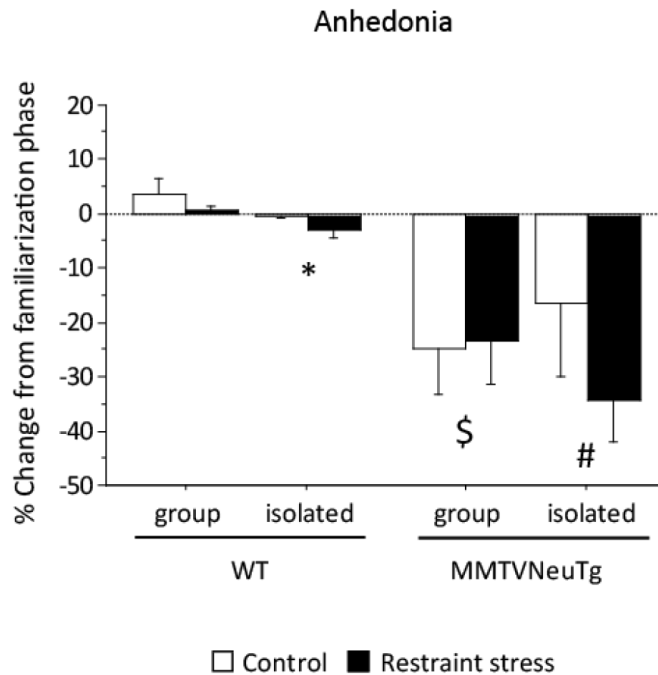 Anhedonia
% Change from familiarization phase
20
10
0
-10
-20
-30
-40
-50
*
$
#
group isolated group isolated
WT MMTVNeuTg
Control Restraint stress